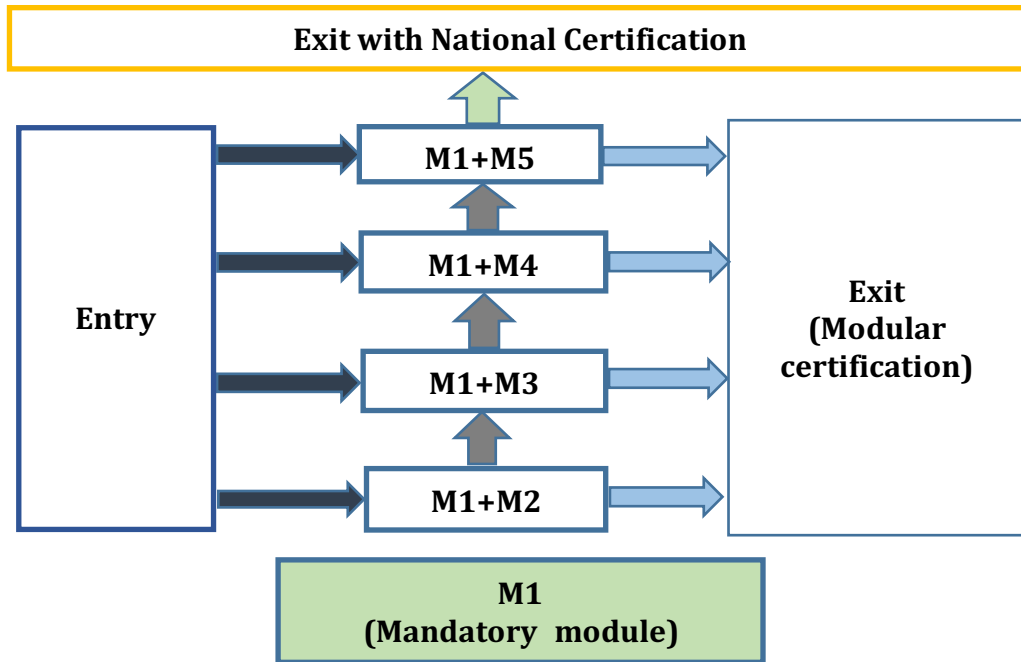 Exit with National Certification
Entry
M1+M5
M1+M4
M1+M3
M1+M2
Exit
(Modular
certification)
M1
(Mandatory module)